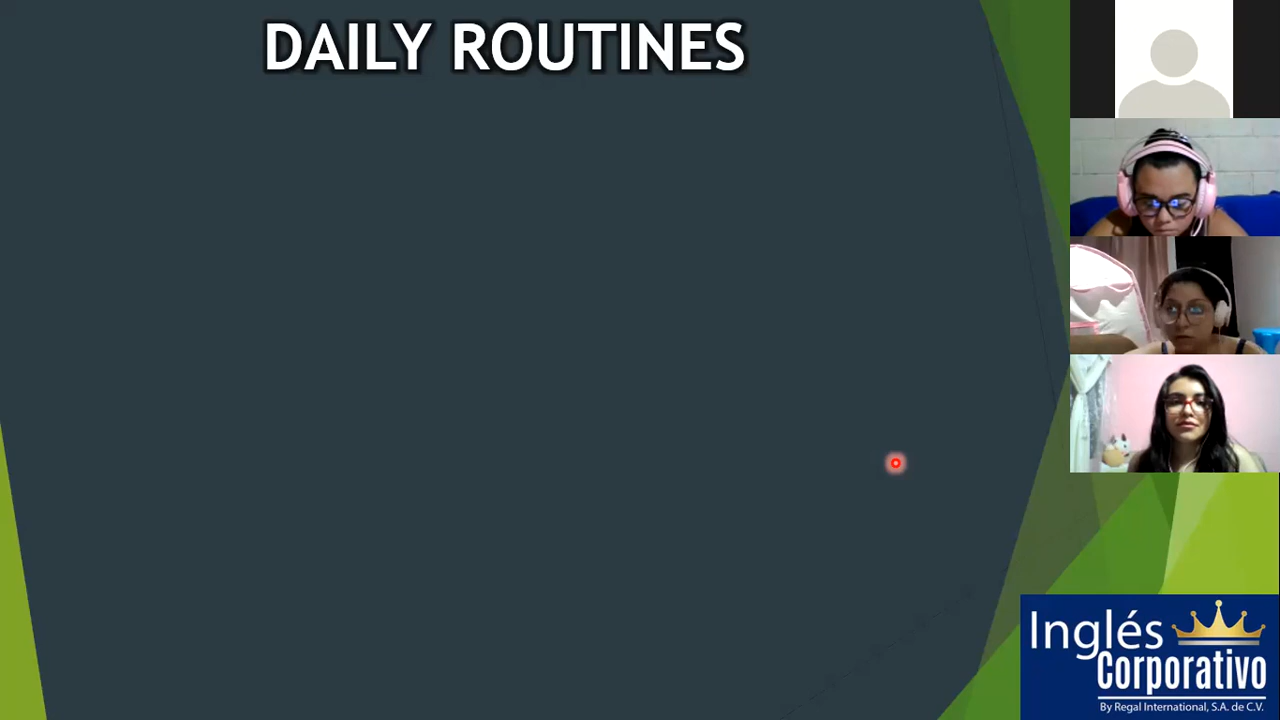 DAILY ROUTINES
Inglés
Corporativo
By Regal International, S.A. de C.V.